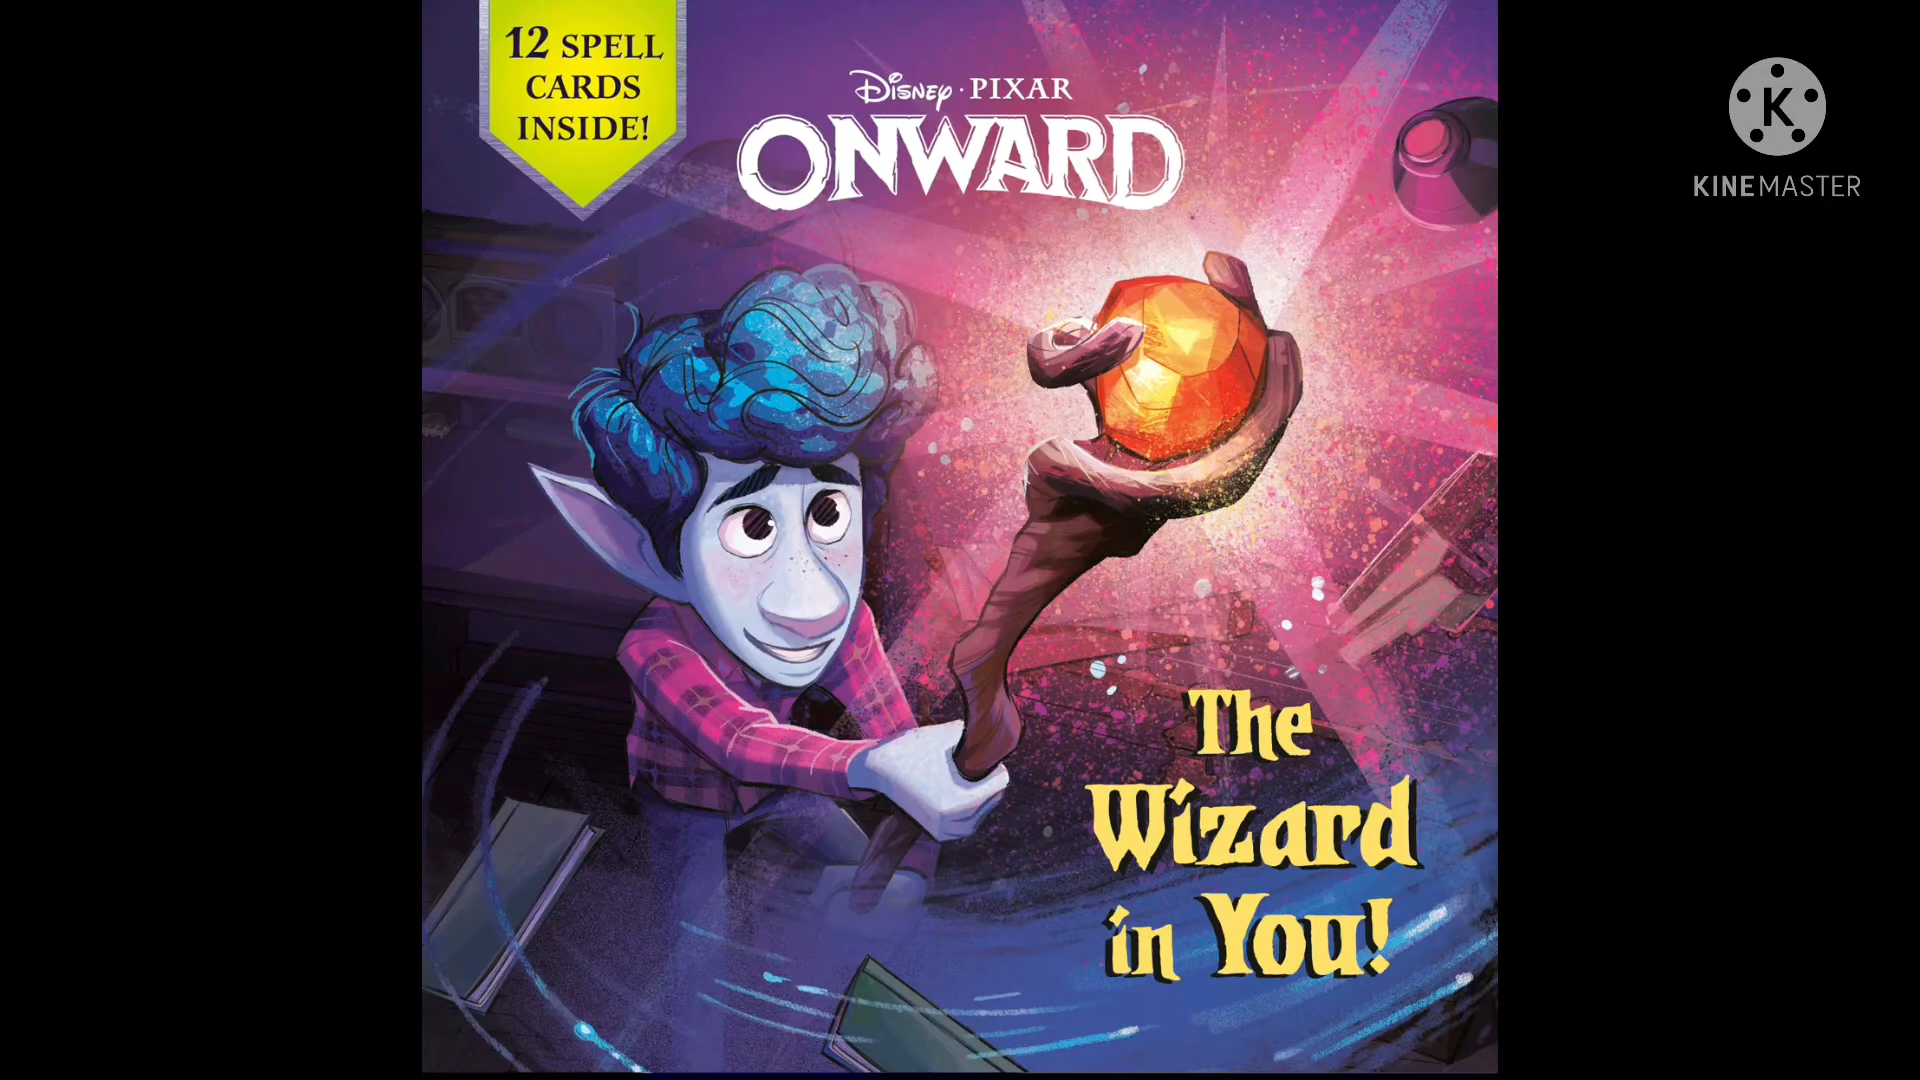 12 SPELL
CARDS
INSIDE!
Disney · PIXAR
ONWARD
K
KINEMASTER
The
Wizard
in You!